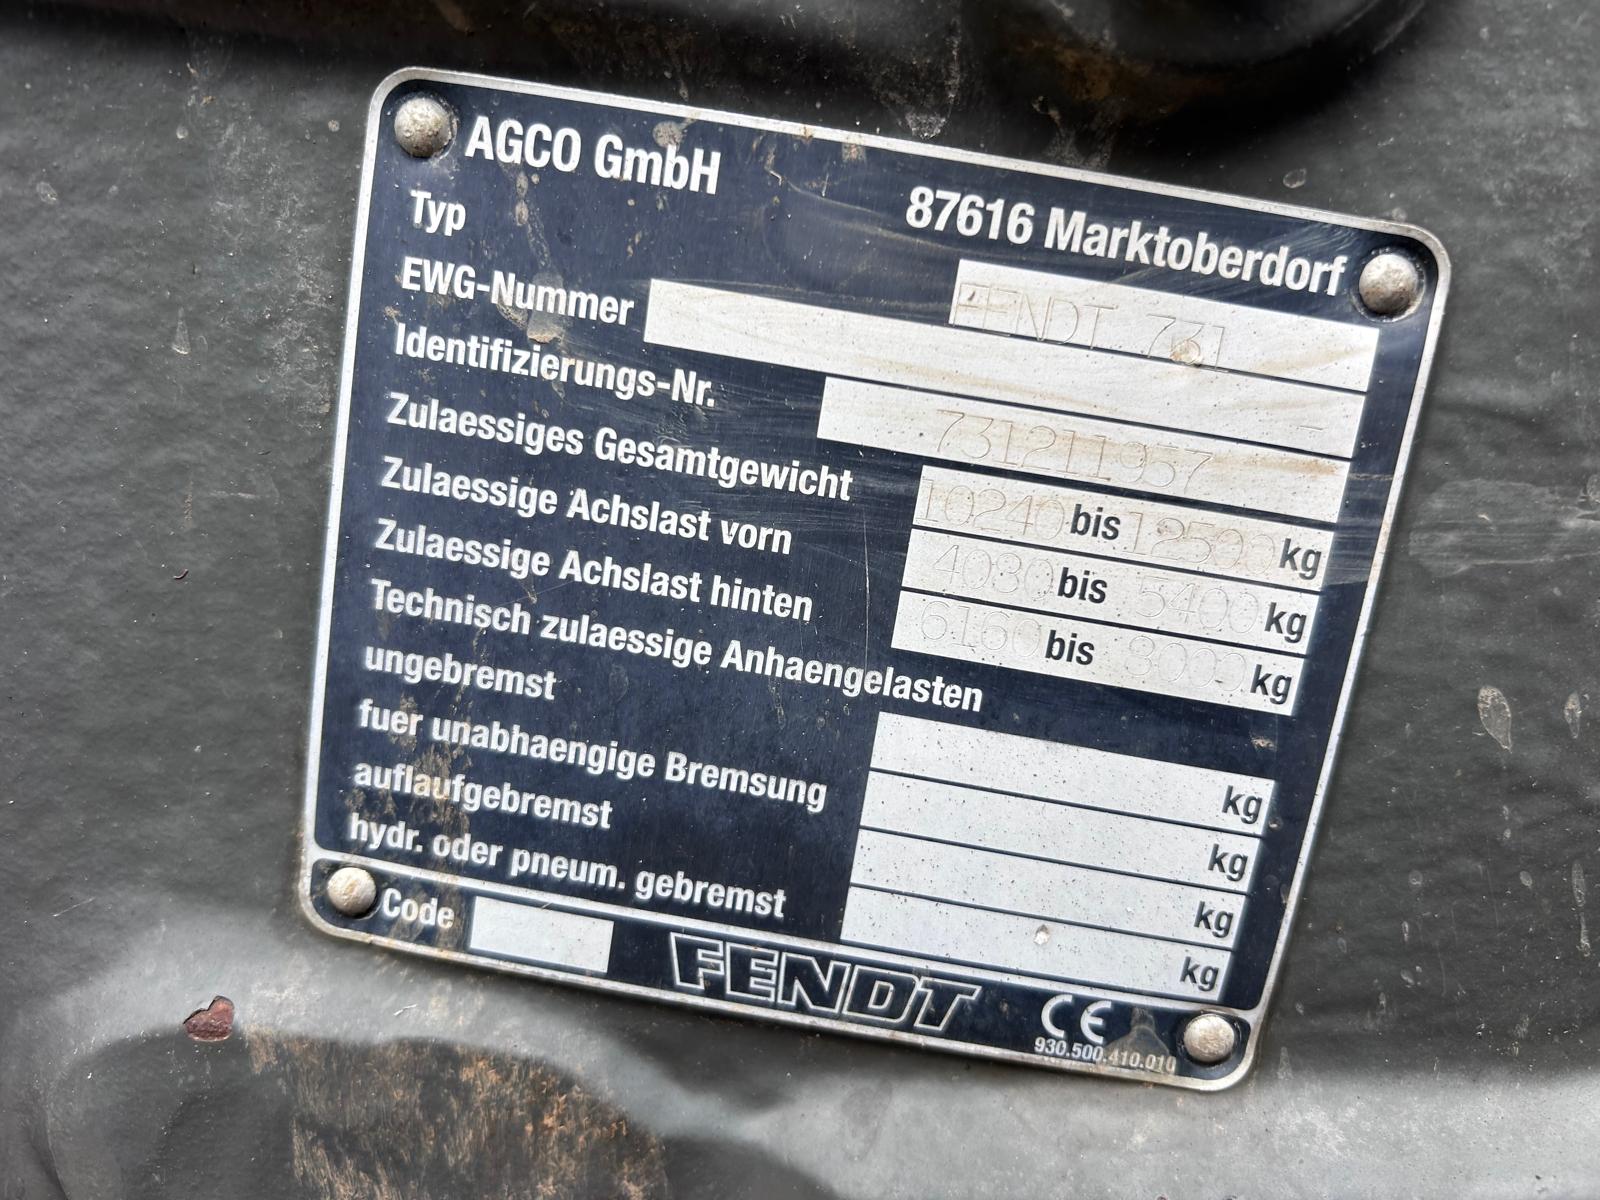 AGCO GmbH
87616 Marktoberdorf
Typ FENDT 731
EWG-Nummer -
Identifizierungs-Nr. 731211957
Zulaessiges Gesamtgewicht 10240 bis 12500 kg
Zulaessige Achslast vorn 4080 bis 5400 kg
Zulaessige Achslast hinten 6160 bis 8000 kg
Technisch zulaessige Anhaengelasten
ungebremst kg
fuer unabhaengige Bremsung kg
auflaufgebremst kg
hydr. oder pneum. gebremst kg
Code
FENDT
CE
930.500.410.010